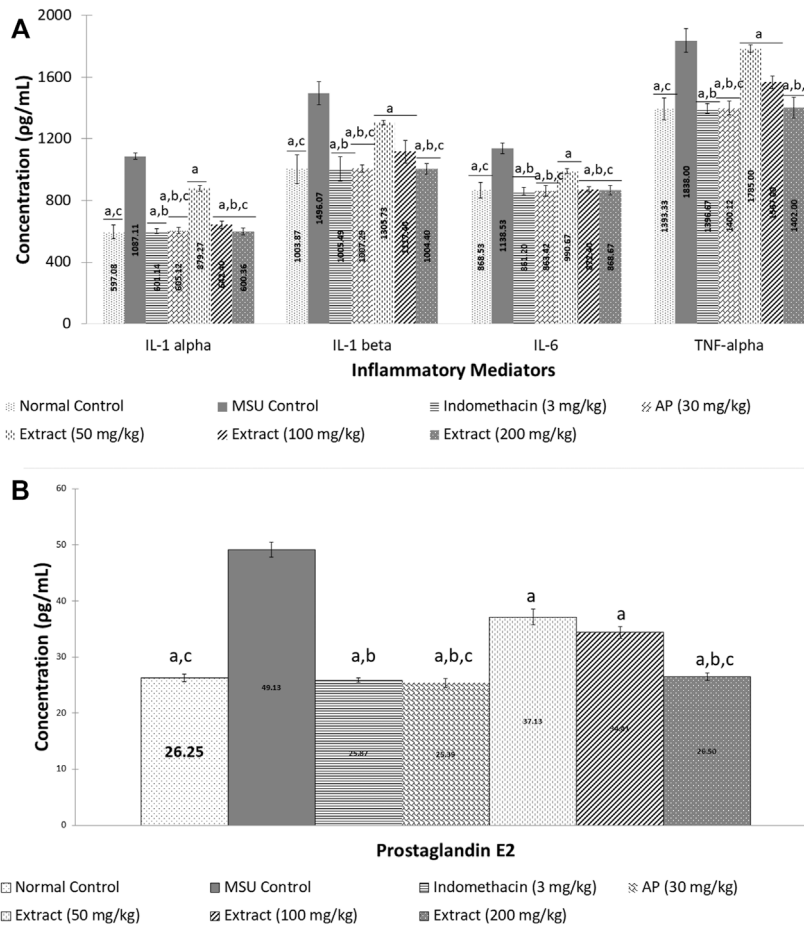 A
2000
1600
1200
800
400
0
Concentration (ρg/mL)
a,c
a,b
a,b,c
a
a,b,c
a,c
a,b
a,b,c
a
a,b,c
a,c
a,b
a,b,c
a
a,b,c
a,c
a,b
a,b,c
a
a,b,c
597.08
1087.11
601.14
605.12
879.27
600.36
1003.87
1496.07
1005.49
1305.73
1004.40
868.53
1138.53
861.20
863.82
990.67
872.40
868.67
1393.33
1838.00
1396.67
1400.12
1785.00
1402.00
IL-1 alpha IL-1 beta IL-6 TNF-alpha
Inflammatory Mediators
Normal Control MSU Control Indomethacin (3 mg/kg) AP (30 mg/kg)
Extract (50 mg/kg) Extract (100 mg/kg) Extract (200 mg/kg)
B
60
50
40
30
20
10
0
Concentration (ρg/mL)
a,c
a,b
a,b,c
a
a
a,b,c
26.25
49.13
25.87
37.13
26.50
Prostaglandin E2
Normal Control MSU Control Indomethacin (3 mg/kg) AP (30 mg/kg)
Extract (50 mg/kg) Extract (100 mg/kg) Extract (200 mg/kg)